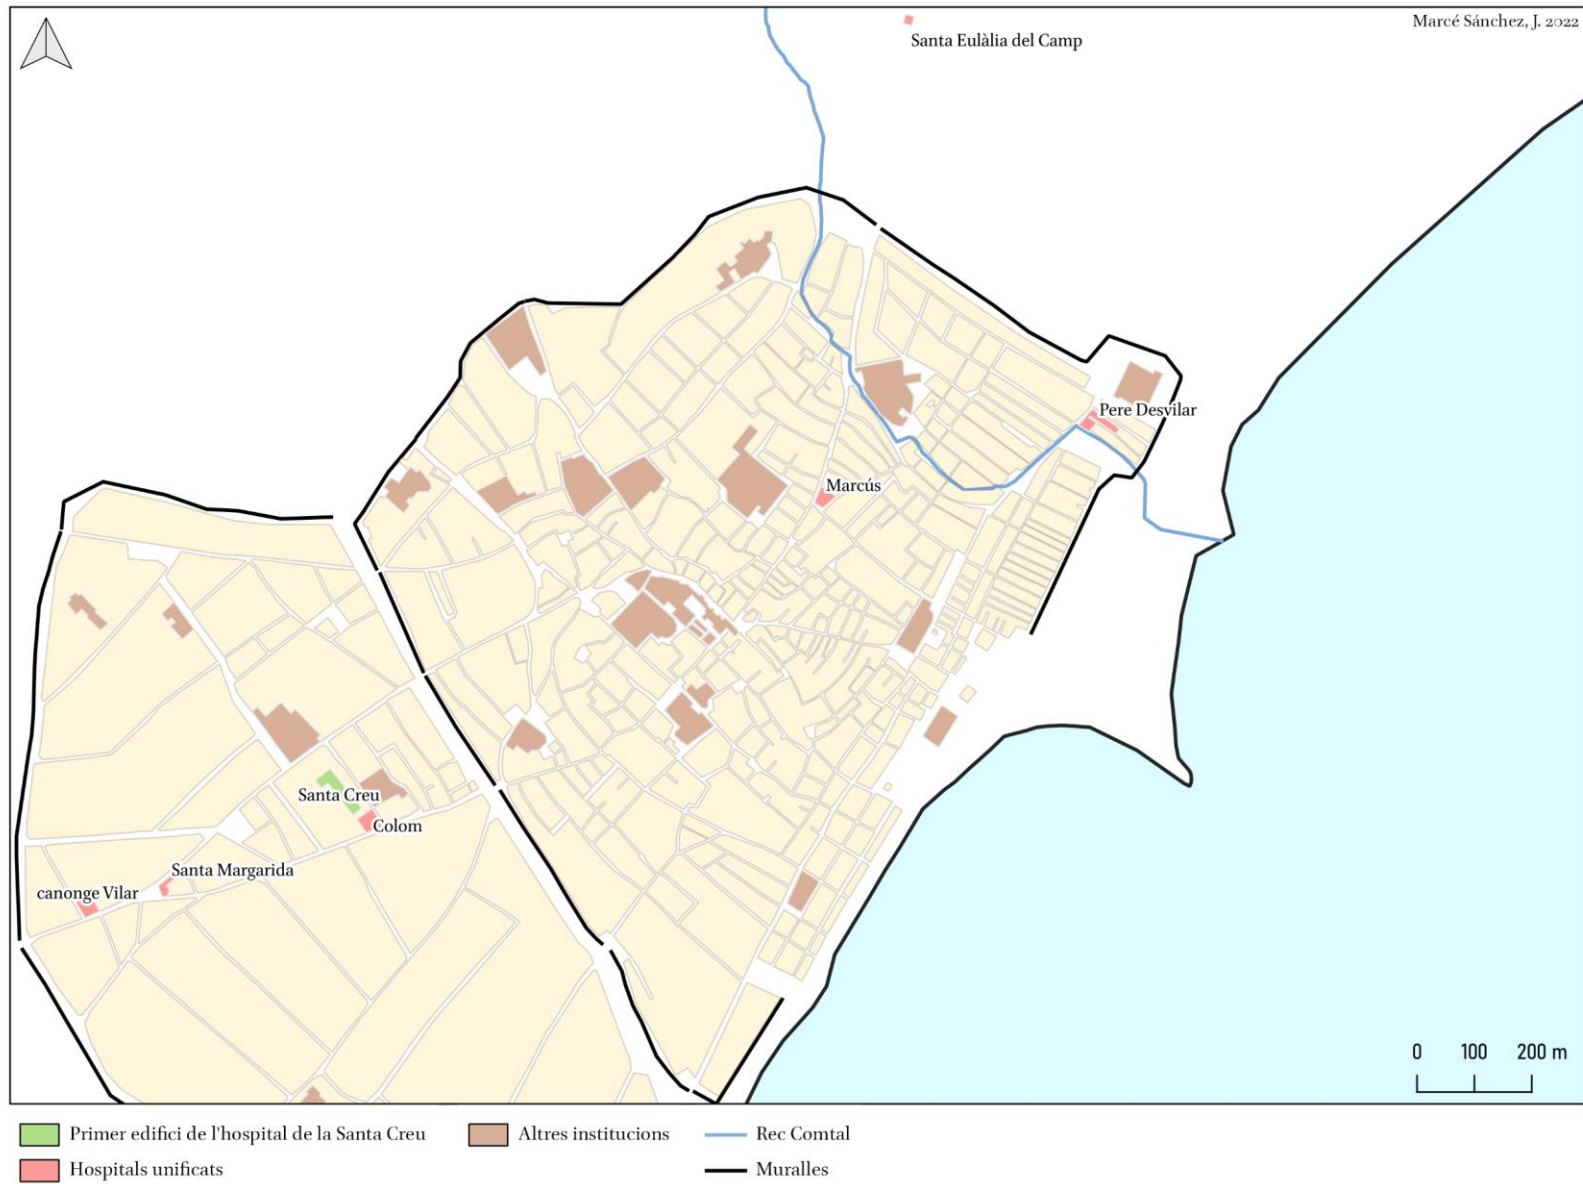 Marcé Sánchez, J. 2022
Santa Eulàlia del Camp
Pere Desvilar
Marcús
Santa Creu
Colom
Santa Margarida
canonge Vilar
0 100 200 m
Primer edifici de l'hospital de la Santa Creu
Altres institucions
Rec Comtal
Hospitals unificats
Muralles